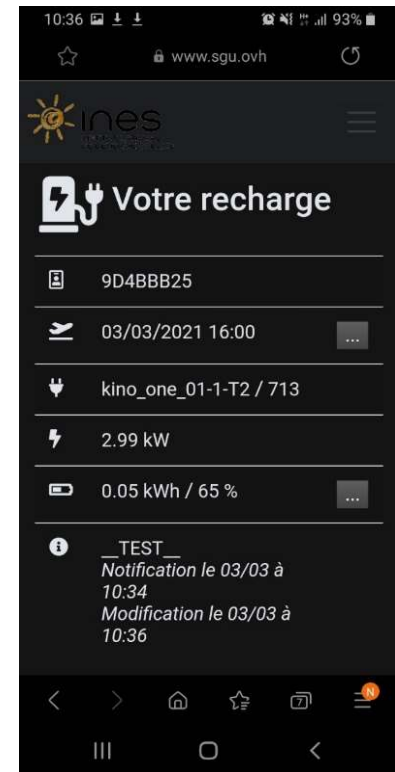 10:36 93%
www.sgu.ovh
ines
Votre recharge
9D4BBB25
03/03/2021 16:00 ...
kino_one_01-1-T2 / 713
2.99 kW
0.05 kWh / 65 % ...
__TEST__
Notification le 03/03 à
10:34
Modification le 03/03 à
10:36
7
N